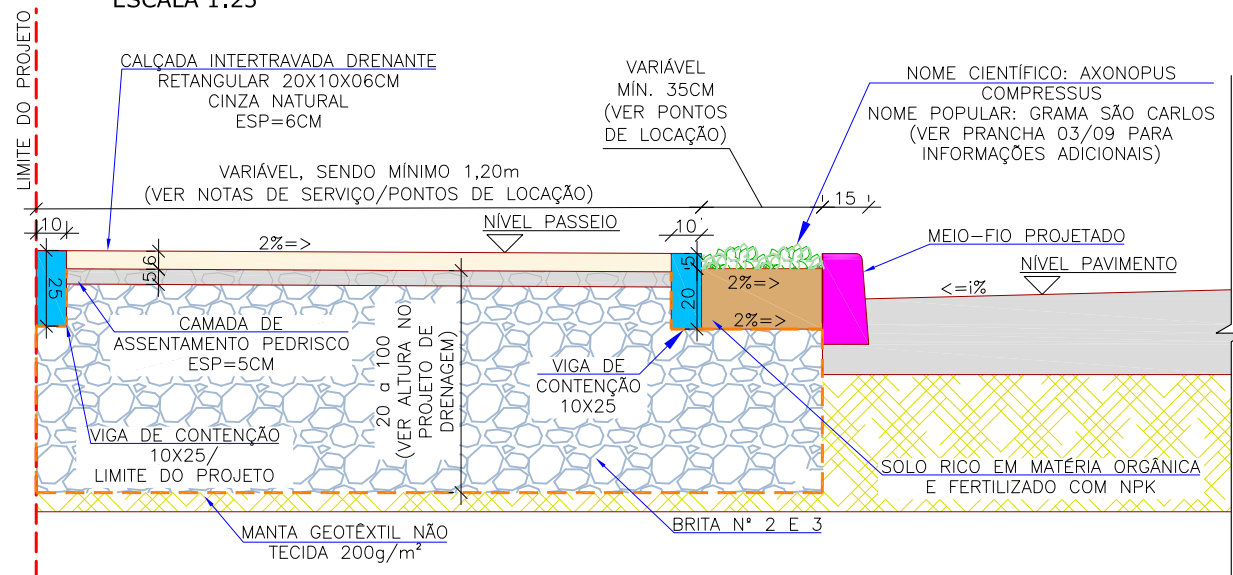 ESCALA 1:25
LIMITE DO PROJETO
CALÇADA INTERTRAVADA DRENANTE
RETANGULAR 20X10X06CM
CINZA NATURAL
ESP=6CM
VARIÁVEL
MÍN. 35CM
(VER PONTOS
DE LOCAÇÃO)
NOME CIENTÍFICO: AXONOPUS
COMPRESSUS
NOME POPULAR: GRAMA SÃO CARLOS
(VER PRANCHA 03/09 PARA
INFORMAÇÕES ADICIONAIS)
VARIÁVEL, SENDO MÍNIMO 1,20m
(VER NOTAS DE SERVIÇO/PONTOS DE LOCAÇÃO)
15
10
NÍVEL PASSEIO
10
MEIO-FIO PROJETADO
2%=>
NÍVEL PAVIMENTO
6
5
5
25
2%=>
<=i%
20
2%=>
CAMADA DE
ASSENTAMENTO PEDRISCO
ESP=5CM
20 a 100
(VER ALTURA NO
PROJETO DE
DRENAGEM)
VIGA DE
CONTENÇÃO
10X25
VIGA DE CONTENÇÃO
10X25/
LIMITE DO PROJETO
SOLO RICO EM MATÉRIA ORGÂNICA
E FERTILIZADO COM NPK
MANTA GEOTÊXTIL NÃO
TECIDA 200g/m²
BRITA N° 2 E 3